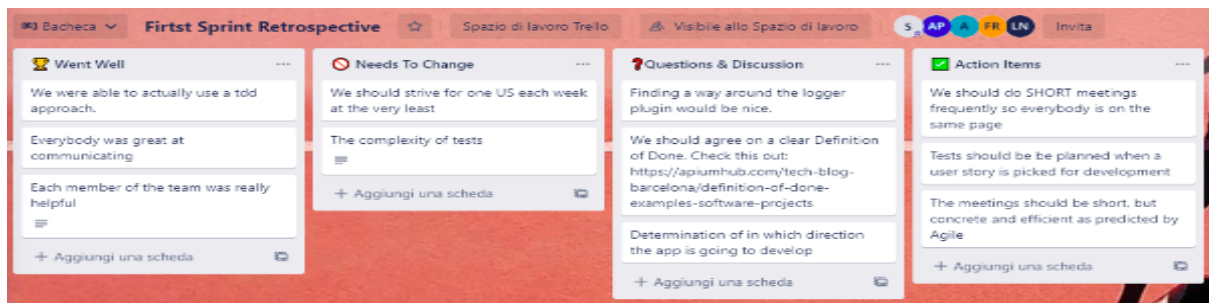 Bacheca Firtst Sprint Retrospective Spazio di lavoro Trello Visibile allo Spazio di lavoro S AP A FR LN Invita
Went Well
We were able to actually use a tdd
approach.
Everybody was great at
communicating
Each member of the team was really
helpful
+ Aggiungi una scheda
Needs To Change
We should strive for one US each week
at the very least
The complexity of tests
+ Aggiungi una scheda
Questions & Discussion
Finding a way around the logger
plugin would be nice.
We should agree on a clear Definition
of Done. Check this out:
https://apiumhub.com/tech-blog-
barcelona/definition-of-done-
examples-software-projects
Determination of in which direction
the app is going to develop
+ Aggiungi una scheda
Action Items
We should do SHORT meetings
frequently so everybody is on the
same page
Tests should be be planned when a
user story is picked for development
The meetings should be short, but
concrete and efficient as predicted by
Agile
+ Aggiungi una scheda